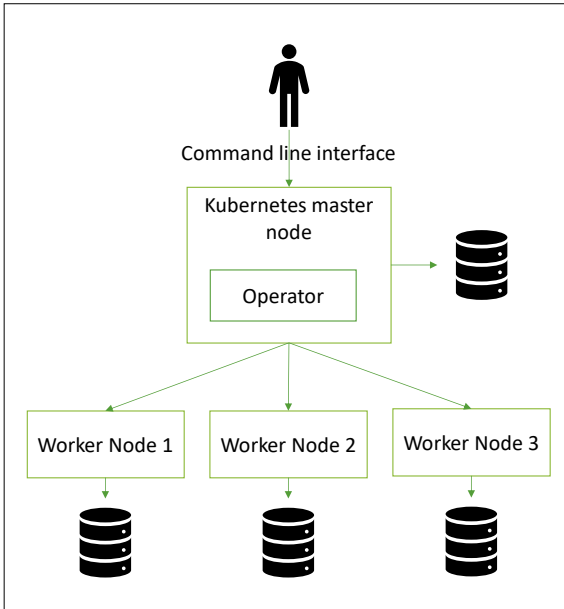 Command line interface
Kubernetes master
node
Operator
Worker Node 1
Worker Node 2
Worker Node 3